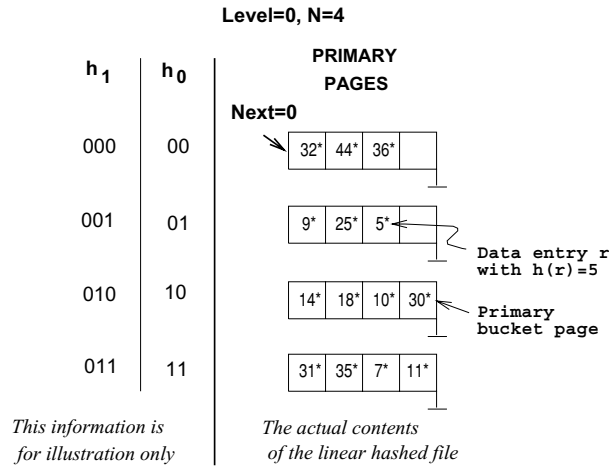 Level=0, N=4
h1 h0
PRIMARY
PAGES
Next=0
000 00 32* 44* 36*
001 01 9* 25* 5*
Data entry r
with h(r)=5
010 10 14* 18* 10* 30*
Primary
bucket page
011 11 31* 35* 7* 11*
This information is
for illustration only
The actual contents
of the linear hashed file